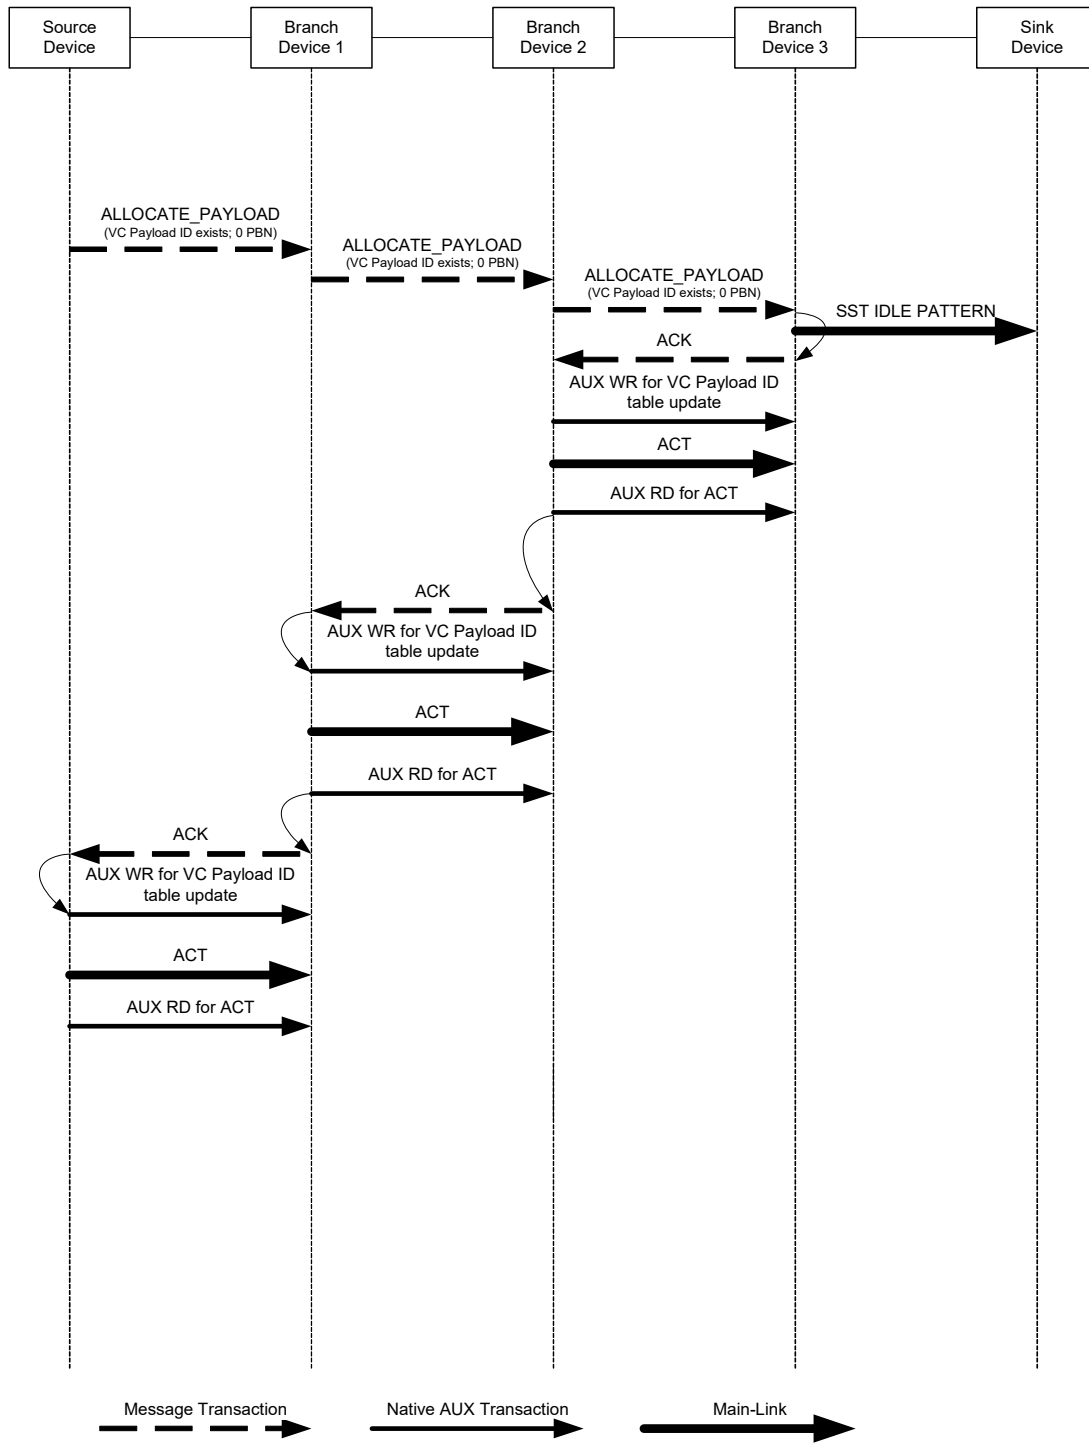 Source
Device
Branch
Device 1
Branch
Device 2
Branch
Device 3
Sink
Device
ALLOCATE_PAYLOAD
(VC Payload ID exists; 0 PBN)
ALLOCATE_PAYLOAD
(VC Payload ID exists; 0 PBN)
ALLOCATE_PAYLOAD
(VC Payload ID exists; 0 PBN)
SST IDLE PATTERN
ACK
AUX WR for VC Payload ID
table update
ACT
AUX RD for ACT
ACK
AUX WR for VC Payload ID
table update
ACT
AUX RD for ACT
ACK
AUX WR for VC Payload ID
table update
ACT
AUX RD for ACT
Message Transaction
Native AUX Transaction
Main-Link